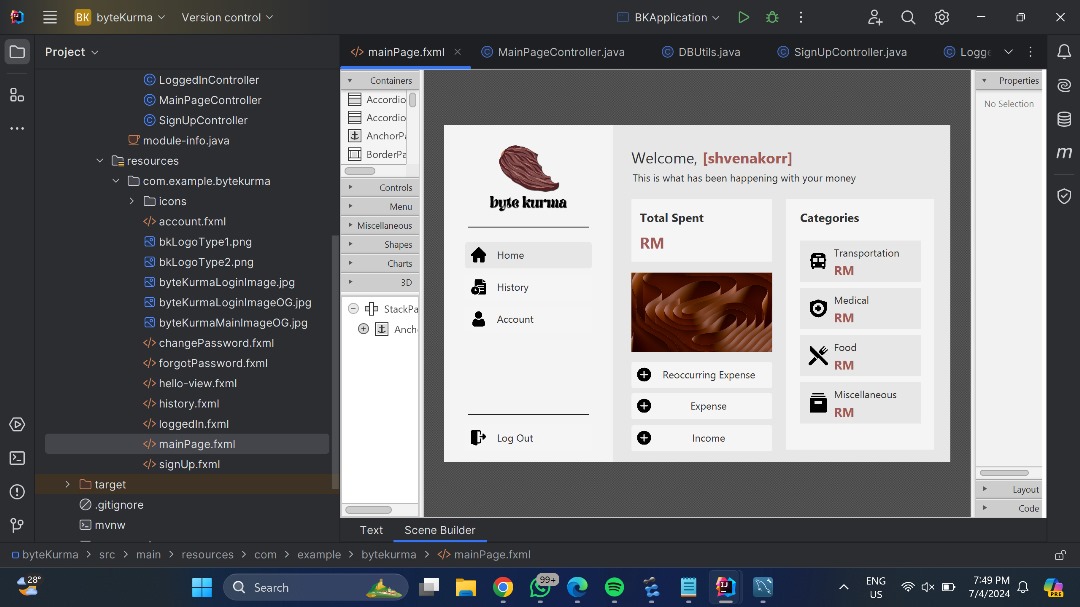 BK byteKurma Version control BKApplication
Project
mainPage.fxml MainPageController.java DBUtils.java SignUpController.java
LoggedInController
MainPageController
SignUpController
module-info.java
resources
com.example.bytekurma
icons
account.fxml
bkLogoType1.png
bkLogoType2.png
byteKurmaLoginImage.jpg
byteKurmaLoginImageOG.jpg
byteKurmaMainImageOG.jpg
changePassword.fxml
forgotPassword.fxml
hello-view.fxml
history.fxml
loggedIn.fxml
mainPage.fxml
signUp.fxml
target
.gitignore
mvnw
Containers
Accordio
Accordio
AnchorPa
BorderPa
Controls
Menu
Miscellaneous
Shapes
Charts
3D
StackPa
Ancho
byte kurma
Home
History
Account
Log Out
Welcome, [shvenakorr]
This is what has been happening with your money
Total Spent
RM
Reoccurring Expense
Expense
Income
Categories
Transportation
RM
Medical
RM
Food
RM
Miscellaneous
RM
Properties
No Selection
Layout
Code
m
Text Scene Builder
byteKurma > src > main > resources > com > example > bytekurma > mainPage.fxml
28°
Search
99+
ENG
US
7:49 PM
7/4/2024
PRE